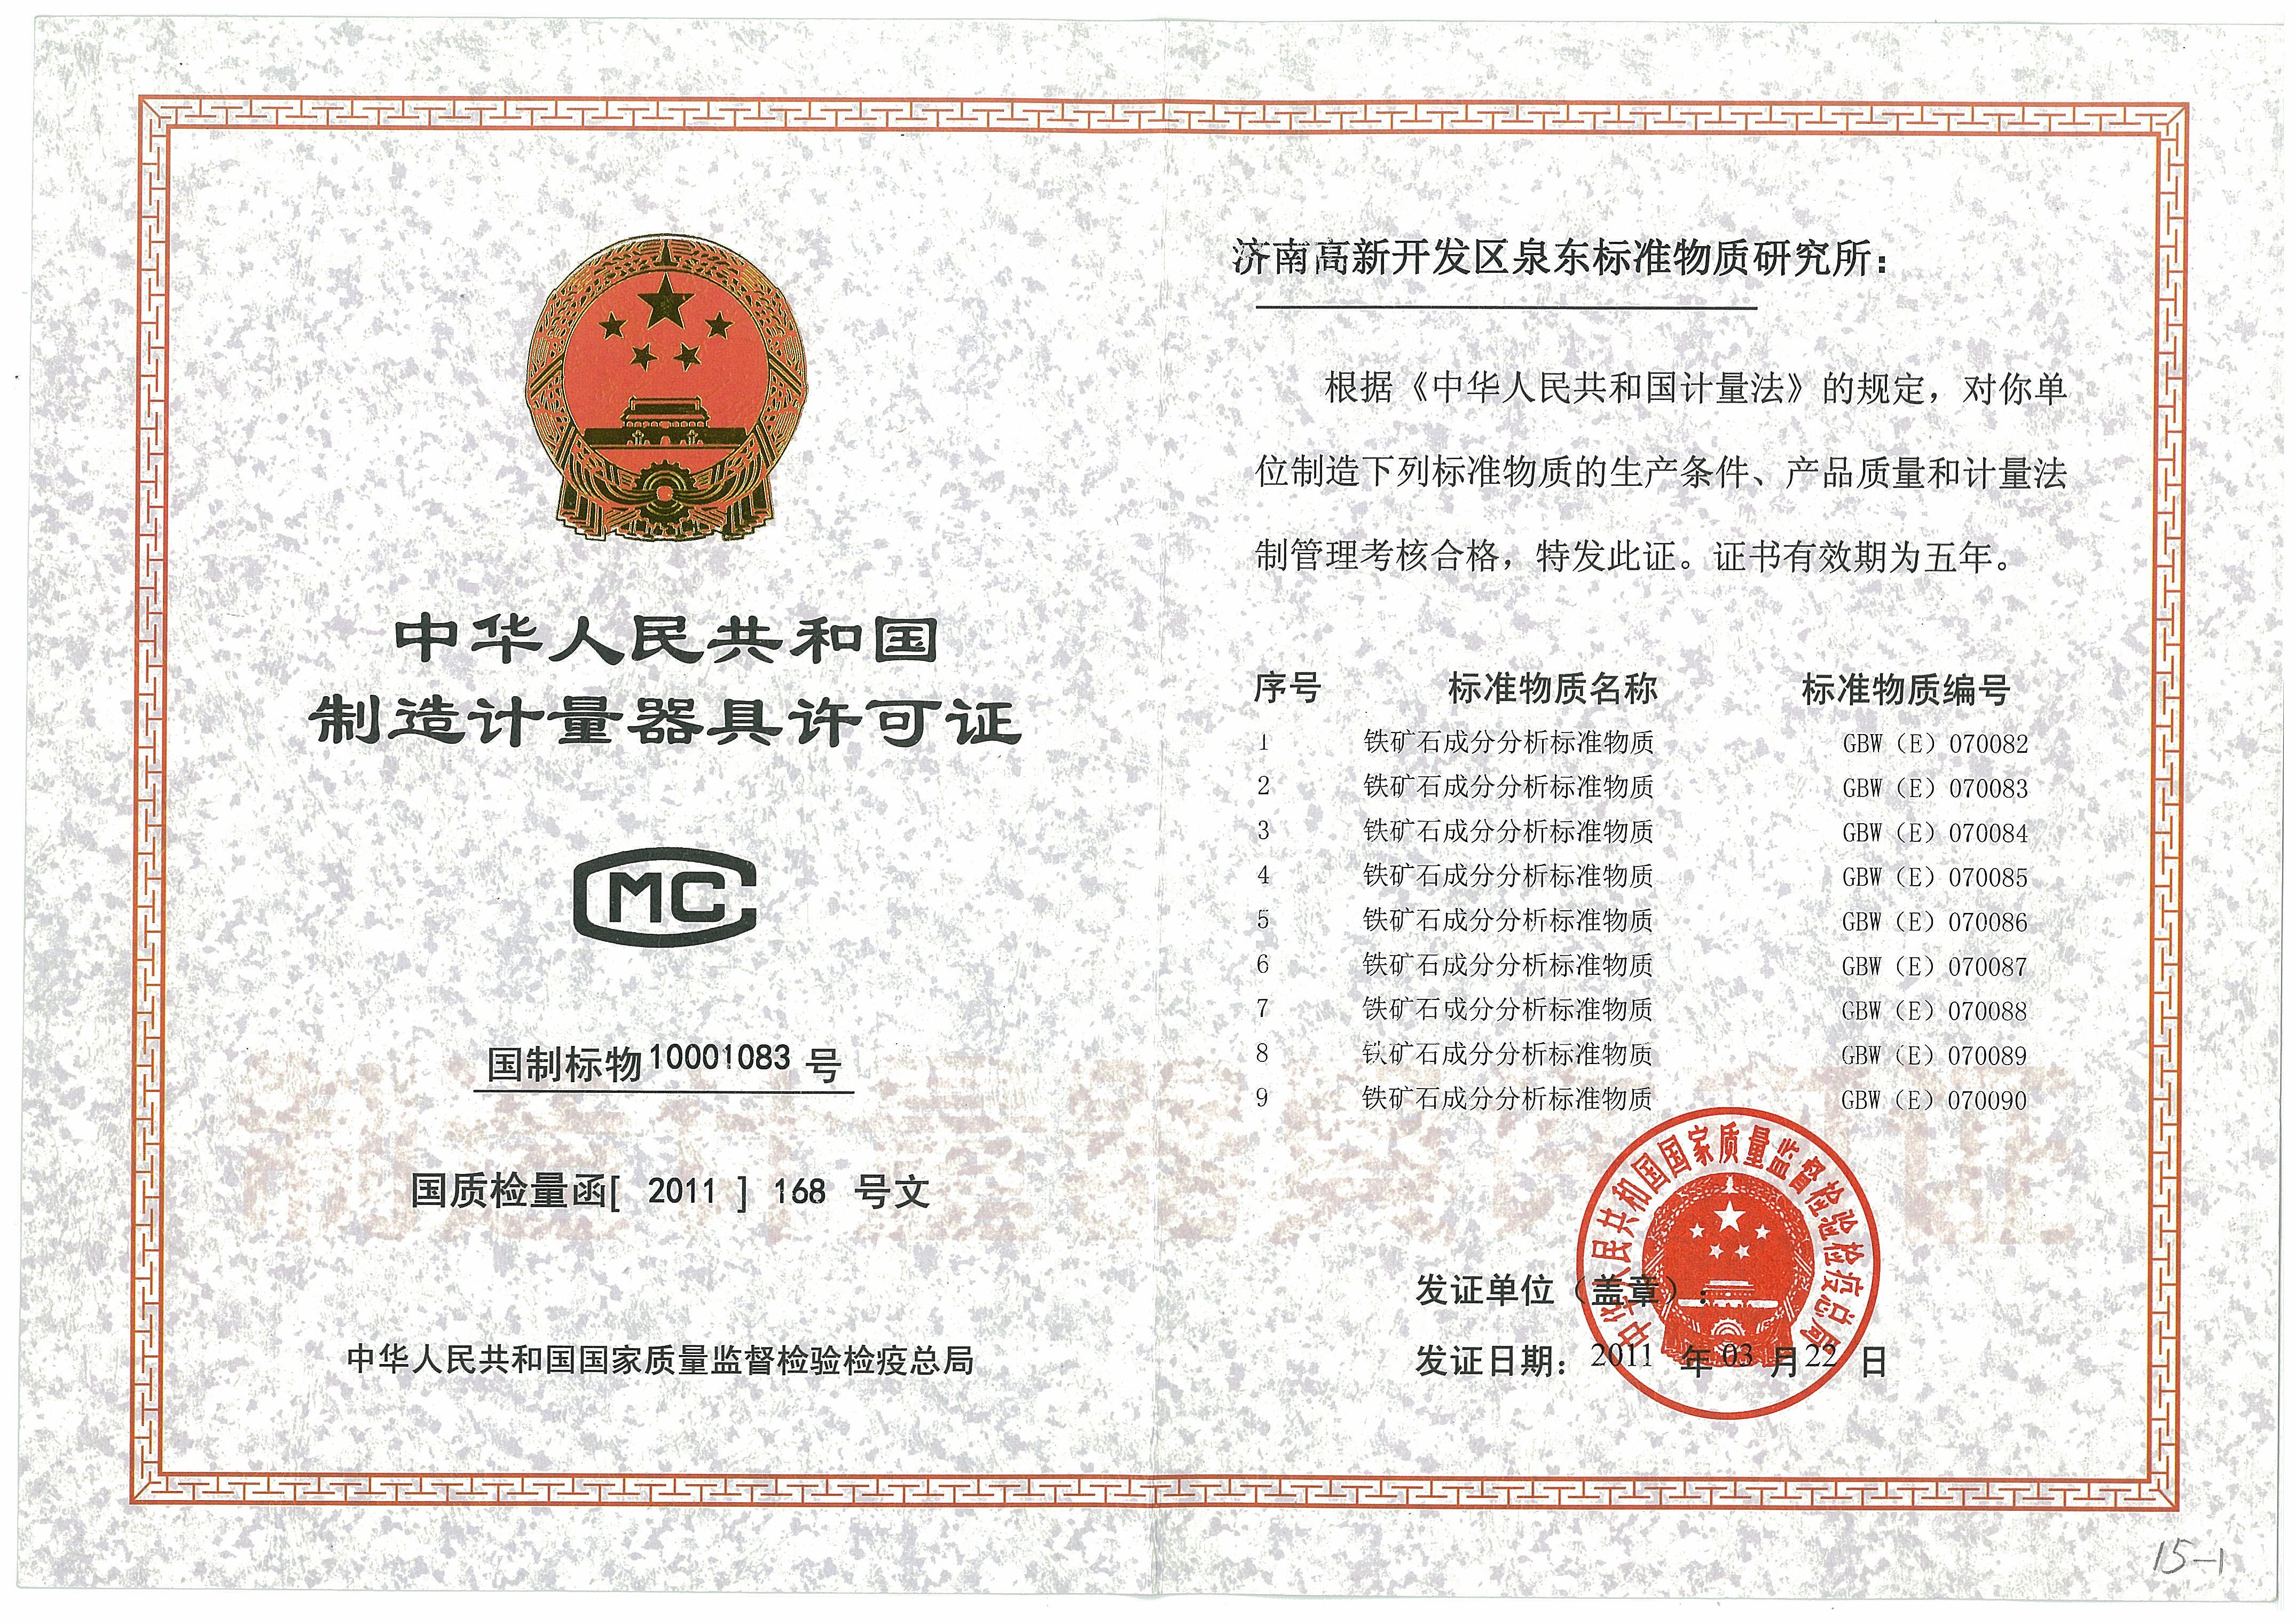 中华人民共和国
制造计量器具许可证
CMC
国制标物10001083 号
国质检量函[ 2011 ] 168 号文
中华人民共和国国家质量监督检验检疫总局
济南高新开发区泉东标准物质研究所：
根据《中华人民共和国计量法》的规定，对你单
位制造下列标准物质的生产条件、产品质量和计量法
制管理考核合格，特发此证。证书有效期为五年。
序号 标准物质名称 标准物质编号
1 铁矿石成分分析标准物质 GBW（E）070082
2 铁矿石成分分析标准物质 GBW（E）070083
3 铁矿石成分分析标准物质 GBW（E）070084
4 铁矿石成分分析标准物质 GBW（E）070085
5 铁矿石成分分析标准物质 GBW（E）070086
6 铁矿石成分分析标准物质 GBW（E）070087
7 铁矿石成分分析标准物质 GBW（E）070088
8 铁矿石成分分析标准物质 GBW（E）070089
9 铁矿石成分分析标准物质 GBW（E）070090
中华人民共和国国家质量监督检验检疫总局
发证单位（盖章）：
发证日期：2011 年 03 月 22 日
15-1